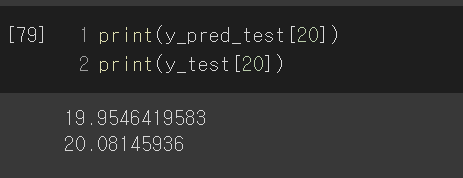 [79] 1 print(y_pred_test[20])
2 print(y_test[20])
19.9546419583
20.08145936